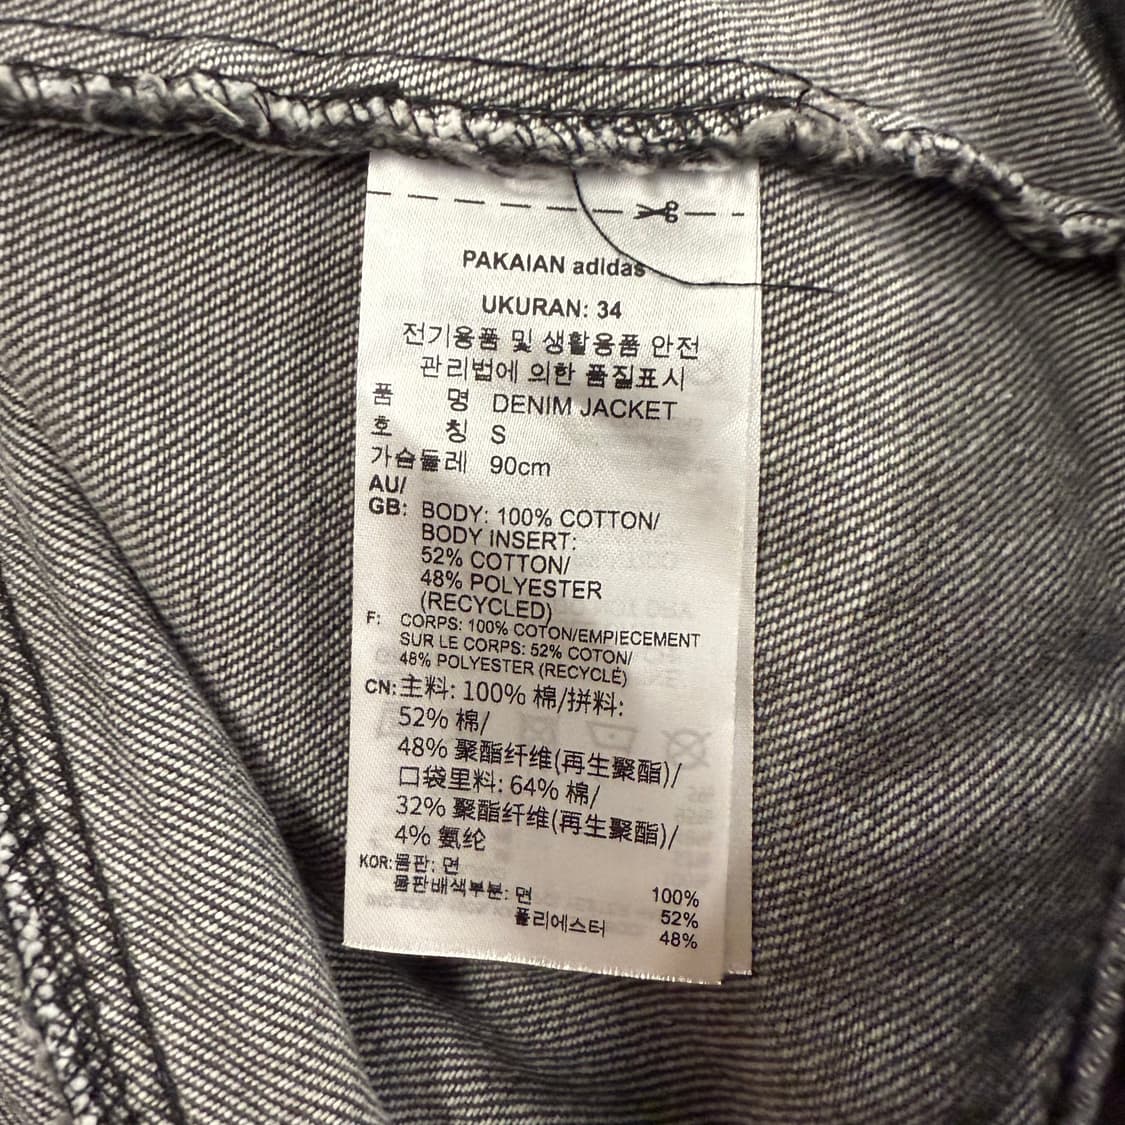 PAKAIAN adidas
UKURAN: 34
전기용품 및 생활용품 안전
관리법에 의한 품질표시
품 명 DENIM JACKET
호 칭 S
가슴둘레 90cm
AU/
GB: BODY: 100% COTTON/
BODY INSERT:
52% COTTON/
48% POLYESTER
(RECYCLED)
F: CORPS: 100% COTON/EMPIECEMENT
SUR LE CORPS: 52% COTON/
48% POLYESTER (RECYCLÉ)
CN: 主料: 100% 棉/拼料:
52% 棉/
48% 聚酯纤维(再生聚酯)/
口袋里料: 64% 棉/
32% 聚酯纤维(再生聚酯)/
4% 氨纶
KOR: 몸판: 면 100%
몸판배색부분: 면 52%
폴리에스터 48%